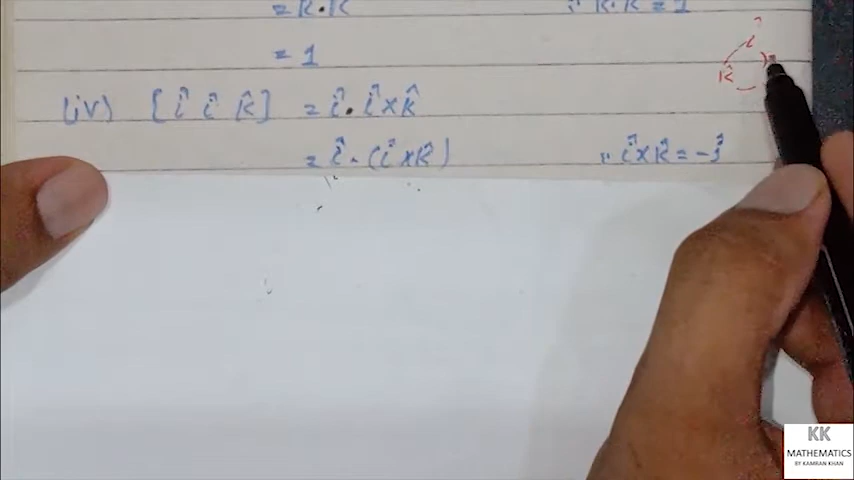 = k̂ · k̂ ∵ k̂ · k̂ = 1
= 1
î
k̂
(iv) [î î k̂] = î · î × k̂
= î · (î × k̂) ∵ î × k̂ = -ĵ
KK
MATHEMATICS
BY KAMRAN KHAN